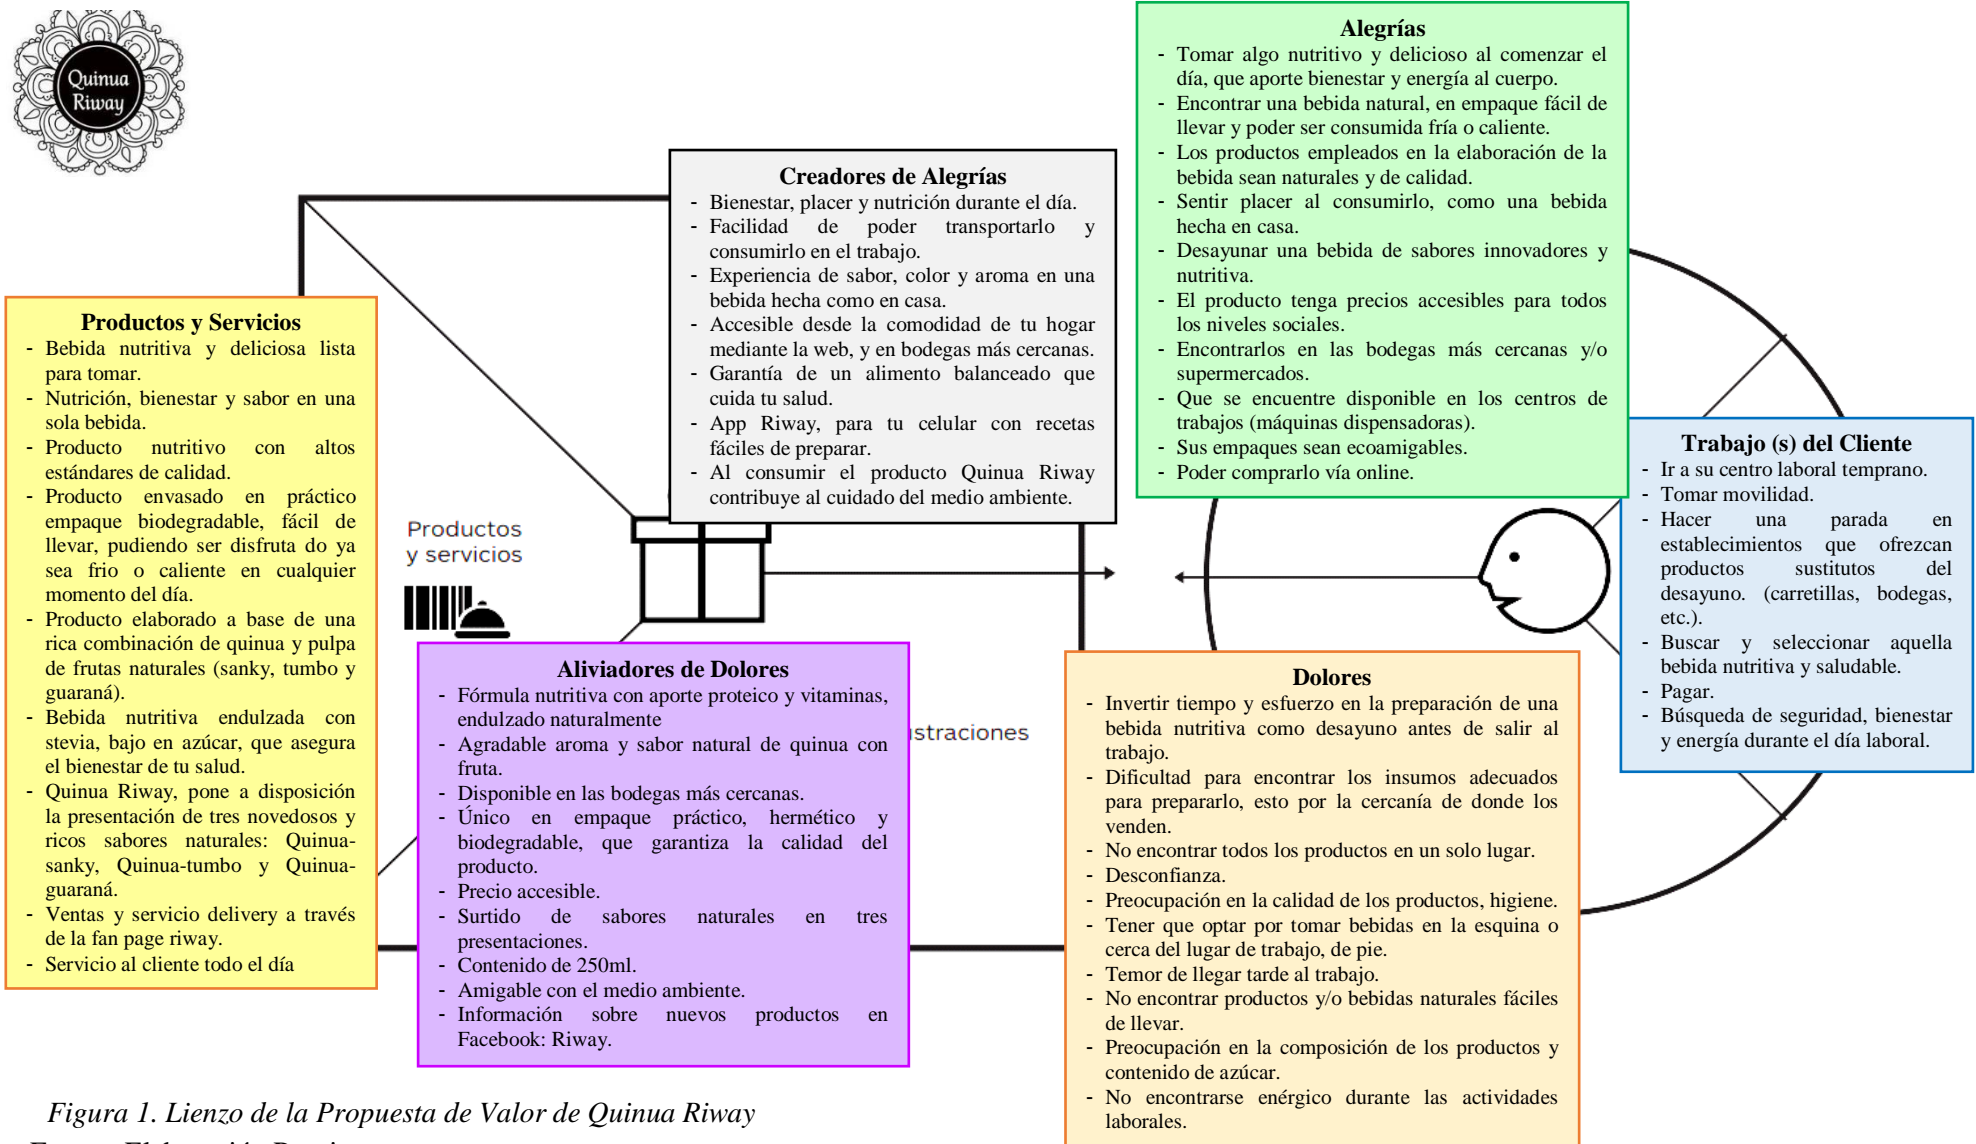 Quinua
Riway
Alegrías
- Tomar algo nutritivo y delicioso al comenzar el
día, que aporte bienestar y energía al cuerpo.
- Encontrar una bebida natural, en empaque fácil de
llevar y poder ser consumida fría o caliente.
- Los productos empleados en la elaboración de la
bebida sean naturales y de calidad.
- Sentir placer al consumirlo, como una bebida
hecha en casa.
- Desayunar una bebida de sabores innovadores y
nutritiva.
- El producto tenga precios accesibles para todos
los niveles sociales.
- Encontrarlos en las bodegas más cercanas y/o
supermercados.
- Que se encuentre disponible en los centros de
trabajos (máquinas dispensadoras).
- Sus empaques sean ecoamigables.
- Poder comprarlo vía online.
Creadores de Alegrías
- Bienestar, placer y nutrición durante el día.
- Facilidad de poder transportarlo y
consumirlo en el trabajo.
- Experiencia de sabor, color y aroma en una
bebida hecha como en casa.
- Accesible desde la comodidad de tu hogar
mediante la web, y en bodegas más cercanas.
- Garantía de un alimento balanceado que
cuida tu salud.
- App Riway, para tu celular con recetas
fáciles de preparar.
- Al consumir el producto Quinua Riway
contribuye al cuidado del medio ambiente.
Productos y Servicios
- Bebida nutritiva y deliciosa lista
para tomar.
- Nutrición, bienestar y sabor en una
sola bebida.
- Producto nutritivo con altos
estándares de calidad.
- Producto envasado en práctico
empaque biodegradable, fácil de
llevar, pudiendo ser disfruta do ya
sea frio o caliente en cualquier
momento del día.
- Producto elaborado a base de una
rica combinación de quinua y pulpa
de frutas naturales (sanky, tumbo y
guaraná).
- Bebida nutritiva endulzada con
stevia, bajo en azúcar, que asegura
el bienestar de tu salud.
- Quinua Riway, pone a disposición
la presentación de tres novedosos y
ricos sabores naturales: Quinua-
sanky, Quinua-tumbo y Quinua-
guaraná.
- Ventas y servicio delivery a través
de la fan page riway.
- Servicio al cliente todo el día
Productos
y servicios
Trabajo (s) del Cliente
- Ir a su centro laboral temprano.
- Tomar movilidad.
- Hacer una parada en
establecimientos que ofrezcan
productos sustitutos del
desayuno. (carretillas, bodegas,
etc.).
- Buscar y seleccionar aquella
bebida nutritiva y saludable.
- Pagar.
- Búsqueda de seguridad, bienestar
y energía durante el día laboral.
Aliviadores de Dolores
- Fórmula nutritiva con aporte proteico y vitaminas,
endulzado naturalmente
- Agradable aroma y sabor natural de quinua con
fruta.
- Disponible en las bodegas más cercanas.
- Único en empaque práctico, hermético y
biodegradable, que garantiza la calidad del
producto.
- Precio accesible.
- Surtido de sabores naturales en tres
presentaciones.
- Contenido de 250ml.
- Amigable con el medio ambiente.
- Información sobre nuevos productos en
Facebook: Riway.
straciones
Dolores
- Invertir tiempo y esfuerzo en la preparación de una
bebida nutritiva como desayuno antes de salir al
trabajo.
- Dificultad para encontrar los insumos adecuados
para prepararlo, esto por la cercanía de donde los
venden.
- No encontrar todos los productos en un solo lugar.
- Desconfianza.
- Preocupación en la calidad de los productos, higiene.
- Tener que optar por tomar bebidas en la esquina o
cerca del lugar de trabajo, de pie.
- Temor de llegar tarde al trabajo.
- No encontrar productos y/o bebidas naturales fáciles
de llevar.
- Preocupación en la composición de los productos y
contenido de azúcar.
- No encontrarse enérgico durante las actividades
laborales.
Figura 1. Lienzo de la Propuesta de Valor de Quinua Riway